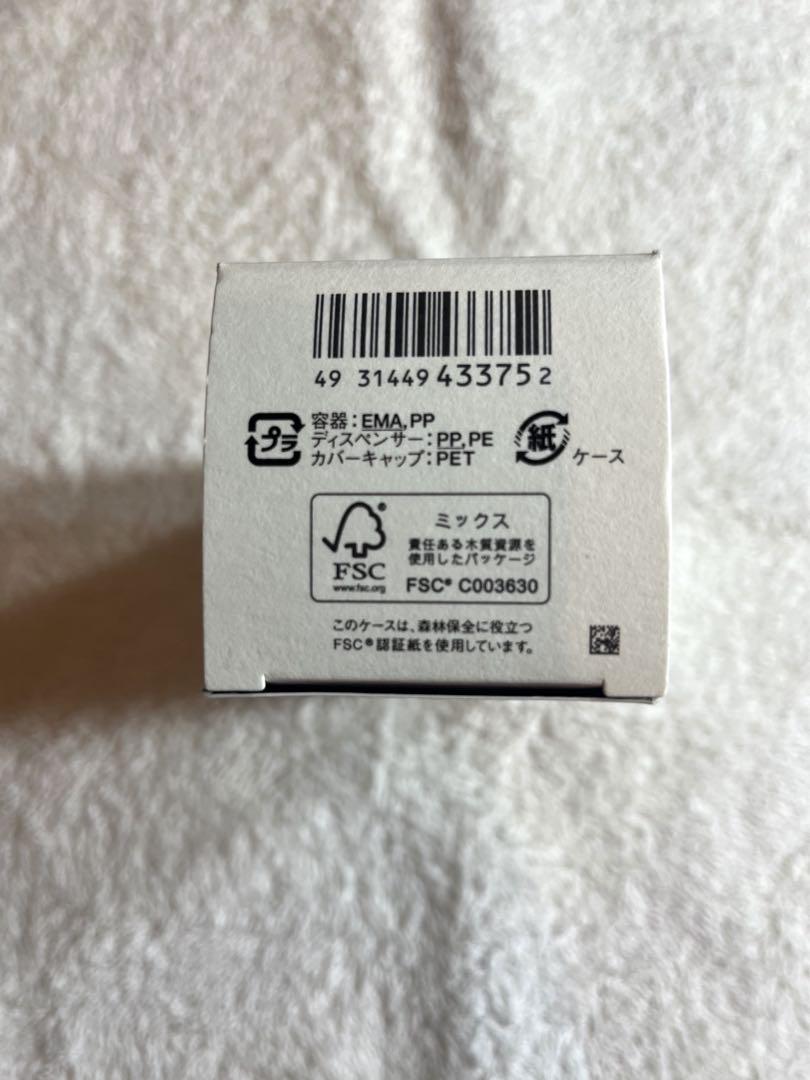 49 31449 43375 2
プラ
容器:EMA,PP
ディスペンサー:PP,PE
カバーキャップ:PET
紙
ケース
FSC®
www.fsc.org
ミックス
責任ある木質資源を
使用したパッケージ
FSC® C003630
このケースは、森林保全に役立つ
FSC®認証紙を使用しています。